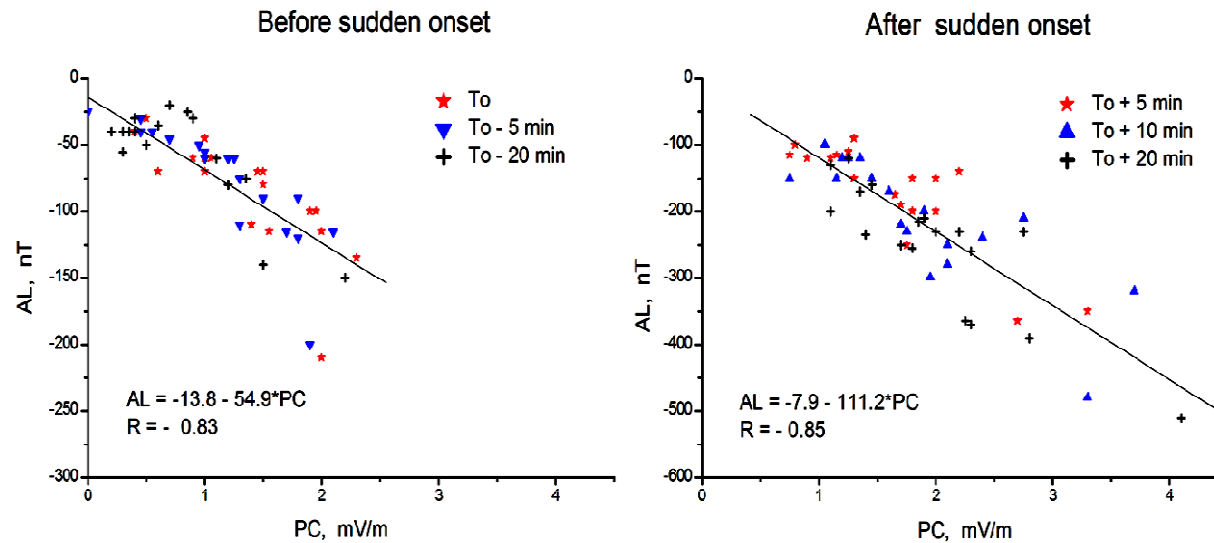 Before sudden onset
0
-50
-100
-150
-200
-250
-300
AL, nT
To
To - 5 min
To - 20 min
AL = -13.8 - 54.9*PC
R = - 0.83
0
1
2
3
4
PC, mV/m
After sudden onset
0
-100
-200
-300
-400
-500
-600
AL, nT
To + 5 min
To + 10 min
To + 20 min
AL = -7.9 - 111.2*PC
R = - 0.85
0
1
2
3
4
PC, mV/m